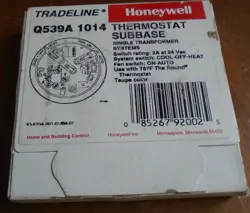 TRADELINE® Honeywell
Q539A 1014 THERMOSTAT
SUBBASE
SINGLE TRANSFORMER
SYSTEMS
Switch rating: 2A at 24 Vac
System switch: COOL-OFF-HEAT
Fan switch: ON-AUTO
Use with T87F The Round®
Thermostat
Taupe color
Home and Building Control
Honeywell Inc.
Minneapolis, Minnesota
0 85267 92002 5